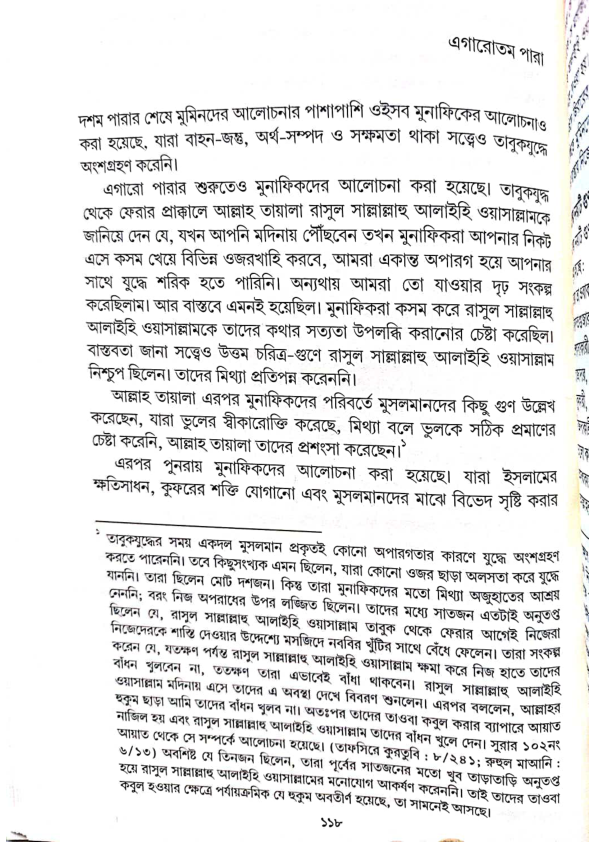 এগারোতম পারা
দশম পারার শেষে মুমিনদের আলোচনার পাশাপাশি ওইসব মুনাফিকের আলোচনাও
করা হয়েছে, যারা বাহন-জন্তু, অর্থ-সম্পদ ও সক্ষমতা থাকা সত্ত্বেও তাবুকযুদ্ধে
অংশগ্রহণ করেনি।
এগারো পারার শুরুতেও মুনাফিকদের আলোচনা করা হয়েছে। তাবুকযুদ্ধ
থেকে ফেরার প্রাক্কালে আল্লাহ তায়ালা রাসুল সাল্লাল্লাহু আলাইহি ওয়াসাল্লামকে
জানিয়ে দেন যে, যখন আপনি মদিনায় পৌঁছবেন তখন মুনাফিকরা আপনার নিকট
এসে কসম খেয়ে বিভিন্ন ওজরখাহি করবে, আমরা একান্ত অপারগ হয়ে আপনার
সাথে যুদ্ধে শরিক হতে পারিনি। অন্যথায় আমরা তো যাওয়ার দৃঢ় সংকল্প
করেছিলাম। আর বাস্তবে এমনই হয়েছিল। মুনাফিকরা কসম করে রাসুল সাল্লাল্লাহু
আলাইহি ওয়াসাল্লামকে তাদের কথার সত্যতা উপলব্ধি করানোর চেষ্টা করেছিল।
বাস্তবতা জানা সত্ত্বেও উত্তম চরিত্র-গুণে রাসুল সাল্লাল্লাহু আলাইহি ওয়াসাল্লাম
নিশ্চুপ ছিলেন। তাদের মিথ্যা প্রতিপন্ন করেননি।
আল্লাহ তায়ালা এরপর মুনাফিকদের পরিবর্তে মুসলমানদের কিছু গুণ উল্লেখ
করেছেন, যারা ভুলের স্বীকারোক্তি করেছে, মিথ্যা বলে ভুলকে সঠিক প্রমাণের
চেষ্টা করেনি, আল্লাহ তায়ালা তাদের প্রশংসা করেছেন।১
এরপর পুনরায় মুনাফিকদের আলোচনা করা হয়েছে। যারা ইসলামের
ক্ষতিসাধন, কুফরের শক্তি যোগানো এবং মুসলমানদের মাঝে বিভেদ সৃষ্টি করার
১ তাবুকযুদ্ধের সময় একদল মুসলমান প্রকৃতই কোনো অপারগতার কারণে যুদ্ধে অংশগ্রহণ
করতে পারেননি। তবে কিছুসংখ্যক এমন ছিলেন, যারা কোনো ওজর ছাড়া অলসতা করে যুদ্ধে
যাননি। তারা ছিলেন মোট দশজন। কিন্তু তারা মুনাফিকদের মতো মিথ্যা অজুহাতের আশ্রয়
নেননি; বরং নিজ অপরাধের উপর লজ্জিত ছিলেন। তাদের মধ্যে সাতজন এতটাই অনুতপ্ত
ছিলেন যে, রাসুল সাল্লাল্লাহু আলাইহি ওয়াসাল্লাম তাবুক থেকে ফেরার আগেই নিজেরা
নিজেদেরকে শাস্তি দেওয়ার উদ্দেশ্যে মসজিদে নববির খুঁটির সাথে বেঁধে ফেলেন। তারা সংকল্প
করেন যে, যতক্ষণ পর্যন্ত রাসুল সাল্লাল্লাহু আলাইহি ওয়াসাল্লাম ক্ষমা করে নিজ হাতে তাদের
বাঁধন খুলবেন না, ততক্ষণ তারা এভাবেই বাঁধা থাকবেন। রাসুল সাল্লাল্লাহু আলাইহি
ওয়াসাল্লাম মদিনায় এসে তাদের এ অবস্থা দেখে বিবরণ শুনলেন। এরপর বললেন, আল্লাহর
হুকুম ছাড়া আমি তাদের বাঁধন খুলব না। অতঃপর তাদের তাওবা কবুল করার ব্যাপারে আয়াত
নাজিল হয় এবং রাসুল সাল্লাল্লাহু আলাইহি ওয়াসাল্লাম তাদের বাঁধন খুলে দেন। সুরার ১০২নং
আয়াত থেকে সে সম্পর্কে আলোচনা হয়েছে। (তাফসিরে কুরতুবি : ৮/২৪১; রুহুল মাআনি :
৬/১৩) অবশিষ্ট যে তিনজন ছিলেন, তারা পূর্বের সাতজনের মতো খুব তাড়াতাড়ি অনুতপ্ত
হয়ে রাসুল সাল্লাল্লাহু আলাইহি ওয়াসাল্লামের মনোযোগ আকর্ষণ করেননি। তাই তাদের তাওবা
কবুল হওয়ার ক্ষেত্রে পর্যায়ক্রমিক যে হুকুম অবতীর্ণ হয়েছে, তা সামনেই আসছে।
১১৮